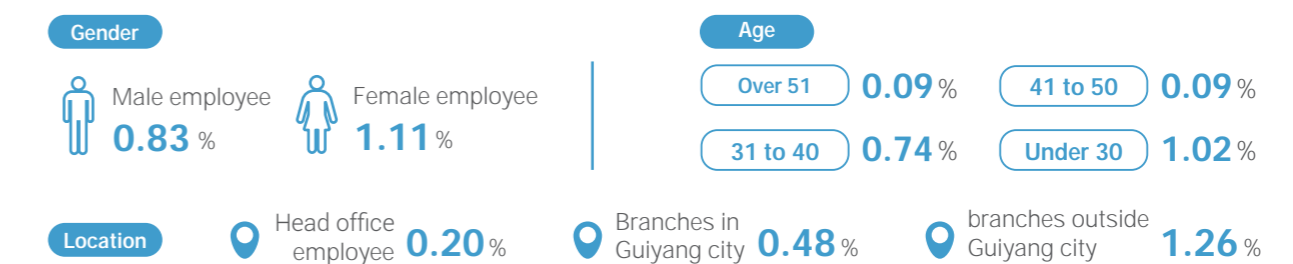 Gender
Male employee
0.83 %
Female employee
1.11 %
Age
Over 51 0.09 %
41 to 50 0.09 %
31 to 40 0.74 %
Under 30 1.02 %
Location
Head office
employee 0.20 %
Branches in
Guiyang city 0.48 %
branches outside
Guiyang city 1.26 %